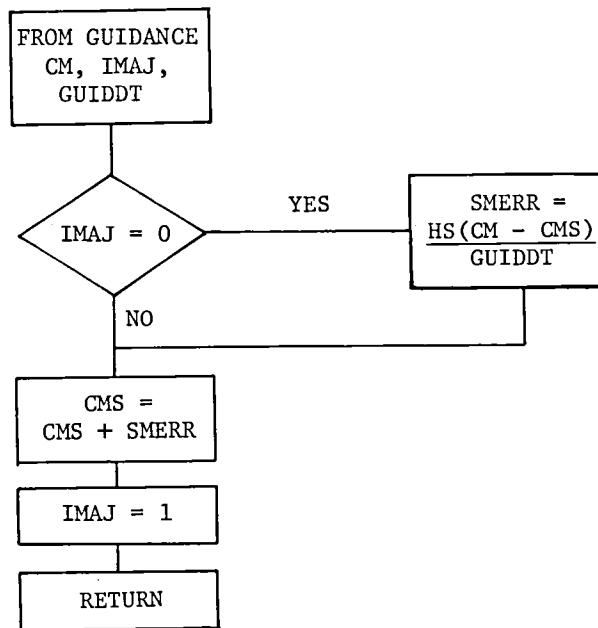 FROM GUIDANCE
CM, IMAJ,
GUIDDT
IMAJ = 0
YES
SMERR =
HS(CM - CMS)
GUIDDT
NO
CMS =
CMS + SMERR
IMAJ = 1
RETURN